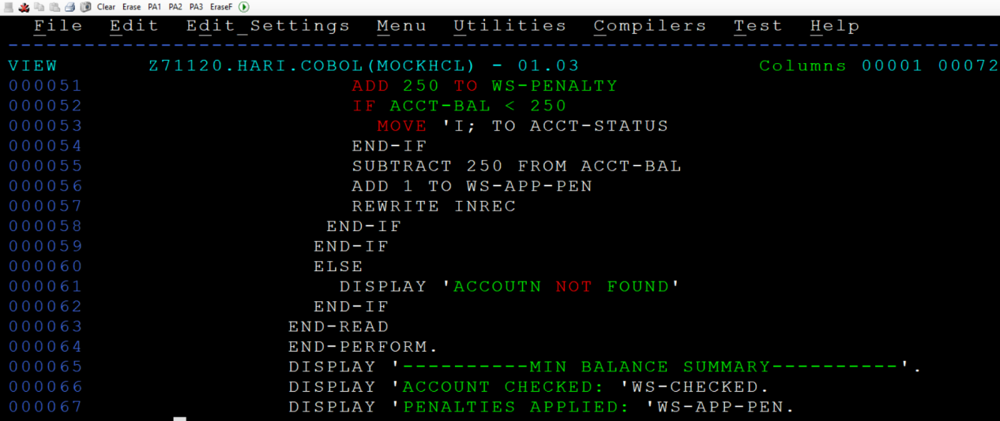 Clear Erase PA1 PA2 PA3 EraseF
File Edit Edit_Settings Menu Utilities Compilers Test Help
-------------------------------------------------------------------------------
VIEW Z71120.HARI.COBOL(MOCKHCL) - 01.03 Columns 00001 00072
000051 ADD 250 TO WS-PENALTY
000052 IF ACCT-BAL < 250
000053 MOVE 'I; TO ACCT-STATUS
000054 END-IF
000055 SUBTRACT 250 FROM ACCT-BAL
000056 ADD 1 TO WS-APP-PEN
000057 REWRITE INREC
000058 END-IF
000059 END-IF
000060 ELSE
000061 DISPLAY 'ACCOUTN NOT FOUND'
000062 END-IF
000063 END-READ
000064 END-PERFORM.
000065 DISPLAY '----------MIN BALANCE SUMMARY----------'.
000066 DISPLAY 'ACCOUNT CHECKED: 'WS-CHECKED.
000067 DISPLAY 'PENALTIES APPLIED: 'WS-APP-PEN.